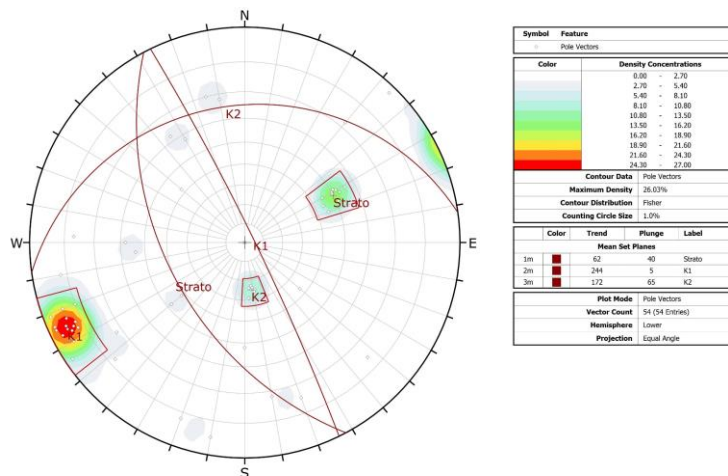 N
K2
Strato
W
K1
E
Strato
K2
K1
S
Symbol Feature
Pole Vectors
Color Density Concentrations
0.00 - 2.70
2.70 - 5.40
5.40 - 8.10
8.10 - 10.80
10.80 - 13.50
13.50 - 16.20
16.20 - 18.90
18.90 - 21.60
21.60 - 24.30
24.30 - 27.00
Contour Data Pole Vectors
Maximum Density 26.03%
Contour Distribution Fisher
Counting Circle Size 1.0%
Color Trend Plunge Label
Mean Set Planes
1m 62 40 Strato
2m 244 5 K1
3m 172 65 K2
Plot Mode Pole Vectors
Vector Count 54 (54 Entries)
Hemisphere Lower
Projection Equal Angle